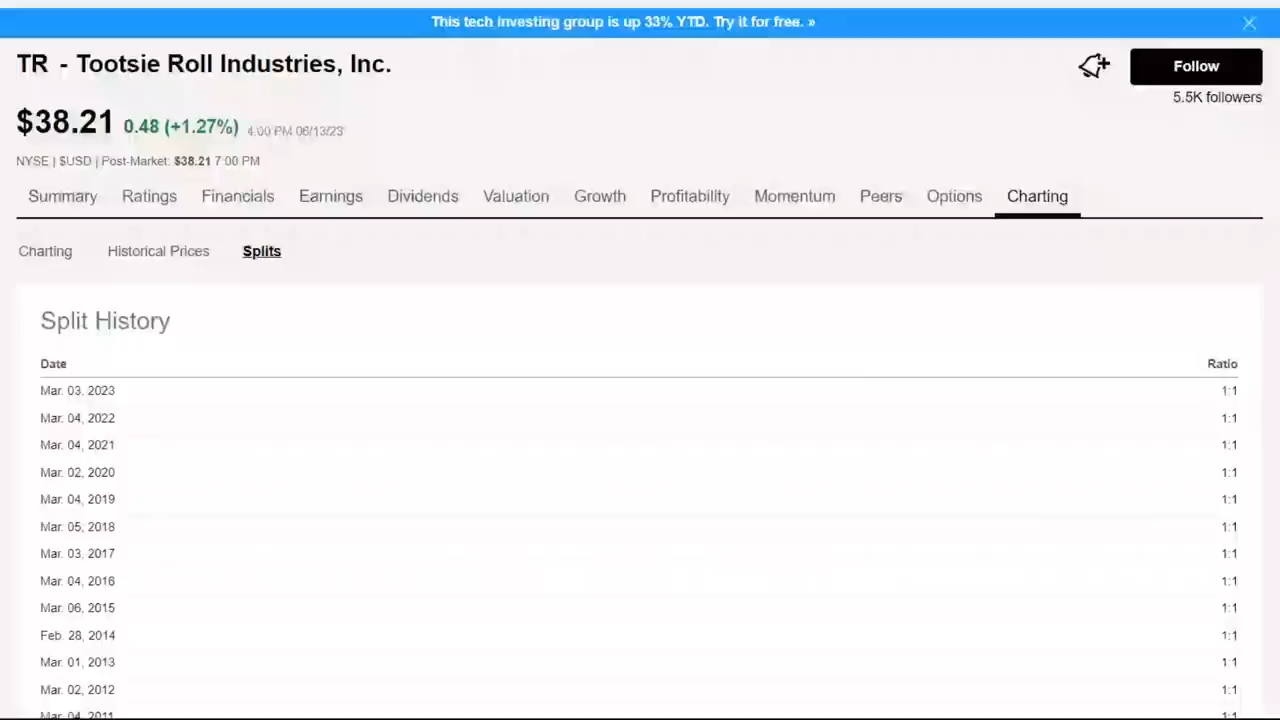 This tech investing group is up 33% YTD. Try it for free. »
TR - Tootsie Roll Industries, Inc.
Follow
5.5K followers
$38.21 0.48 (+1.27%) 4:00 PM 06/13/23
NYSE | $USD | Post-Market: $38.21 7:00 PM
Summary Ratings Financials Earnings Dividends Valuation Growth Profitability Momentum Peers Options Charting
Charting Historical Prices Splits
Split History
Date Ratio
Mar. 03, 2023 1:1
Mar. 04, 2022 1:1
Mar. 04, 2021 1:1
Mar. 02, 2020 1:1
Mar. 04, 2019 1:1
Mar. 05, 2018 1:1
Mar. 03, 2017 1:1
Mar. 04, 2016 1:1
Mar. 06, 2015 1:1
Feb. 28, 2014 1:1
Mar. 01, 2013 1:1
Mar. 02, 2012 1:1
Mar. 04, 2011 1:1